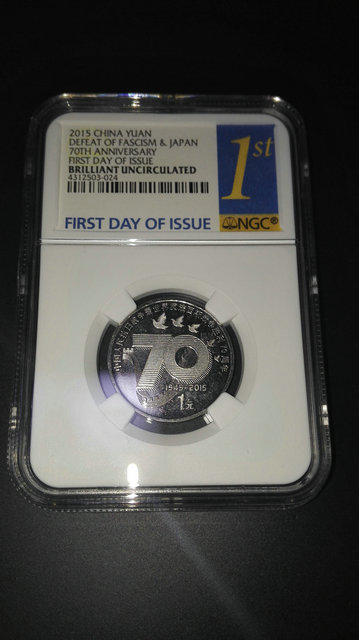 2015 CHINA YUAN
DEFEAT OF FASCISM & JAPAN
70TH ANNIVERSARY
FIRST DAY OF ISSUE
BRILLIANT UNCIRCULATED
4312503-024
1st
FIRST DAY OF ISSUE
NGC®
70
1945-2015
1元